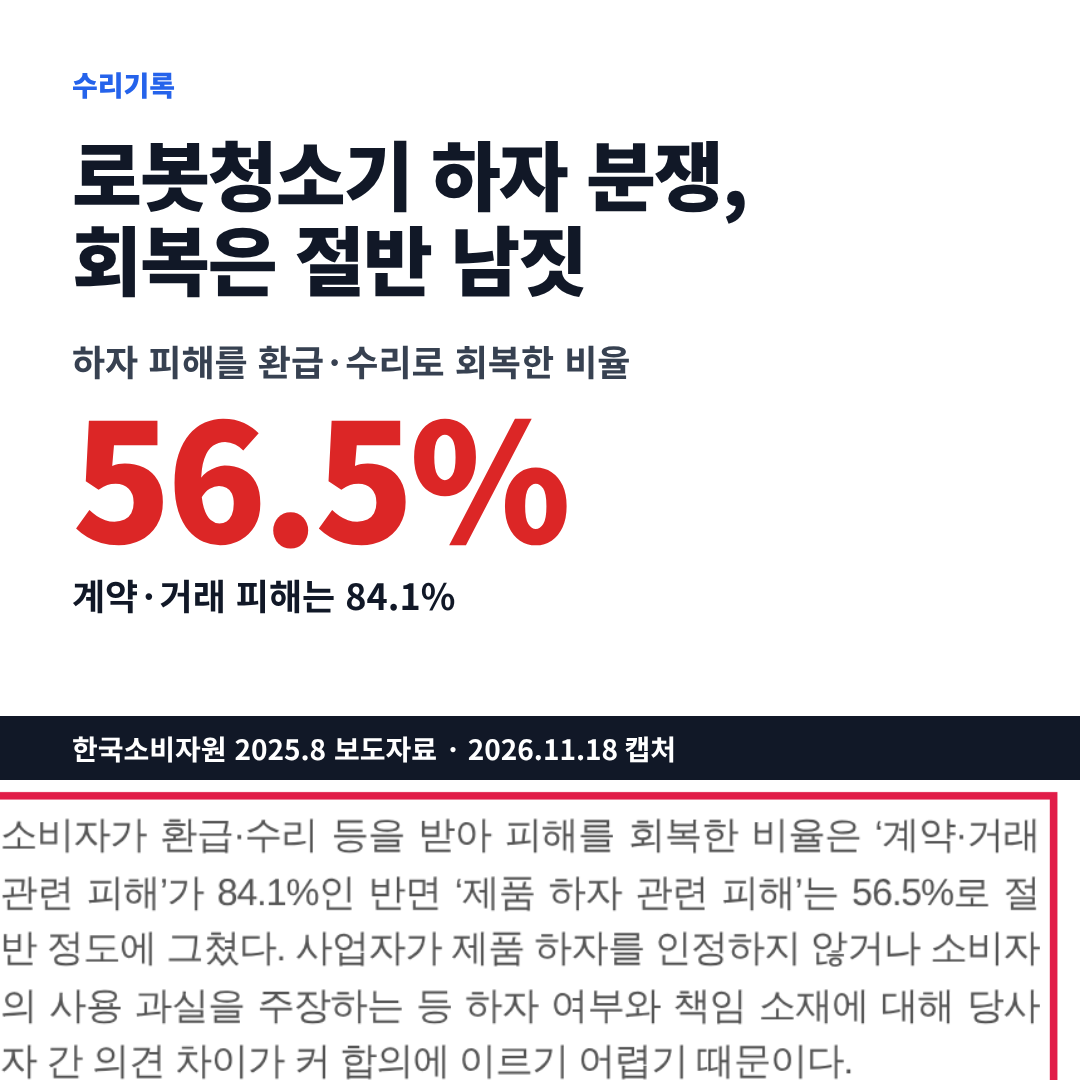 수리기록
로봇청소기 하자 분쟁,
회복은 절반 남짓
하자 피해를 환급·수리로 회복한 비율
56.5%
계약·거래 피해는 84.1%
한국소비자원 2025.8 보도자료 · 2026.11.18 캡처
소비자가 환급·수리 등을 받아 피해를 회복한 비율은 ‘계약·거래
관련 피해’가 84.1%인 반면 ‘제품 하자 관련 피해’는 56.5%로 절
반 정도에 그쳤다. 사업자가 제품 하자를 인정하지 않거나 소비자
의 사용 과실을 주장하는 등 하자 여부와 책임 소재에 대해 당사
자 간 의견 차이가 커 합의에 이르기 어렵기 때문이다.